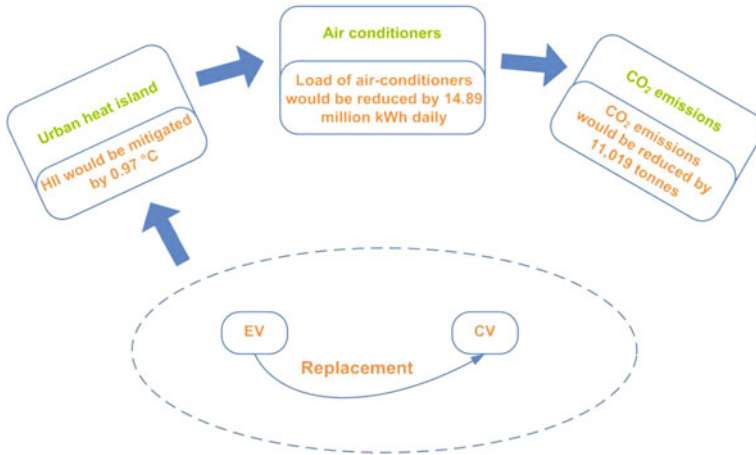 Urban heat island
HII would be mitigated
by 0.97 °C
Air conditioners
Load of air-conditioners
would be reduced by 14.89
million kWh daily
CO₂ emissions
CO₂ emissions
would be reduced by
11,019 tonnes
EV
CV
Replacement